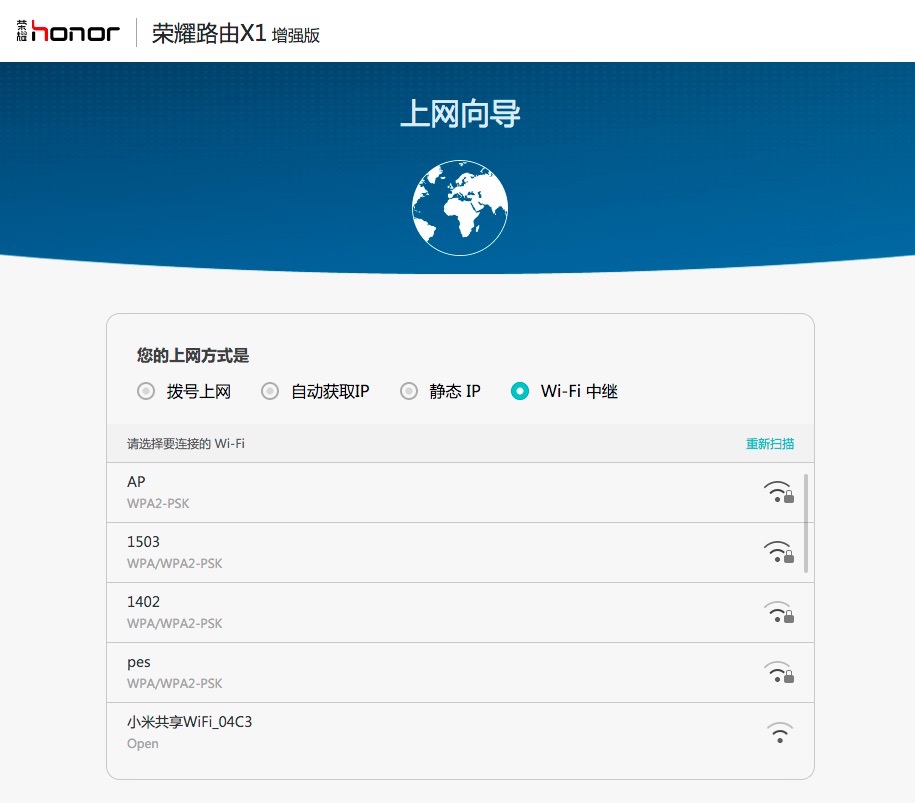 荣耀 honor 荣耀路由X1 增强版
上网向导
您的上网方式是
拨号上网 自动获取IP 静态 IP Wi-Fi 中继
请选择要连接的 Wi-Fi 重新扫描
AP
WPA2-PSK
1503
WPA/WPA2-PSK
1402
WPA/WPA2-PSK
pes
WPA/WPA2-PSK
小米共享WiFi_04C3
Open